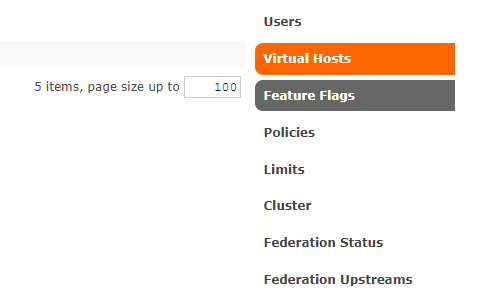 Users
Virtual Hosts
5 items, page size up to 100
Feature Flags
Policies
Limits
Cluster
Federation Status
Federation Upstreams